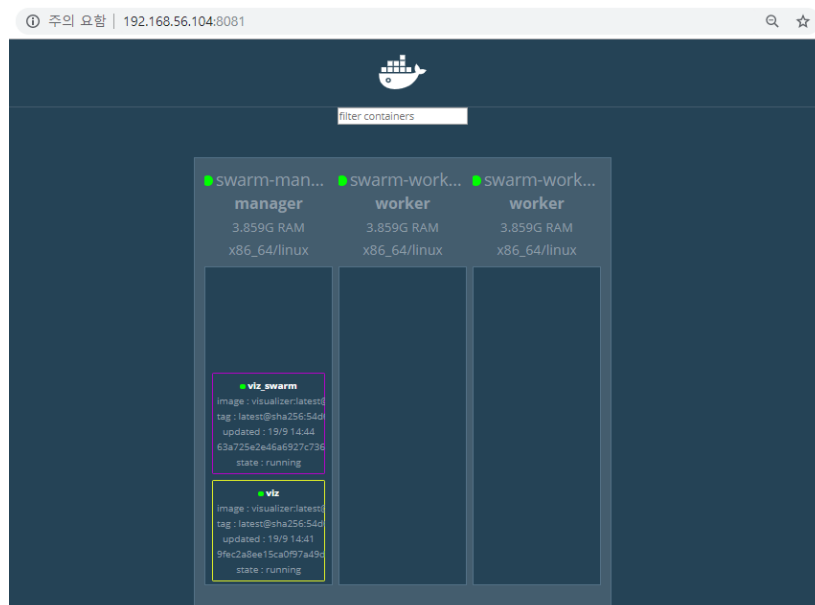 주의 요함 | 192.168.56.104:8081
filter containers
swarm-man... swarm-work... swarm-work...
manager worker worker
3.859G RAM 3.859G RAM 3.859G RAM
x86_64/linux x86_64/linux x86_64/linux
viz_swarm
image : visualizer:latest@
tag : latest@sha256:54d
updated : 19/9 14:44
63a725e2e46a6927c736
state : running
viz
image : visualizer:latest@
tag : latest@sha256:54d
updated : 19/9 14:41
9fec2a8ee15ca0f97a49c
state : running